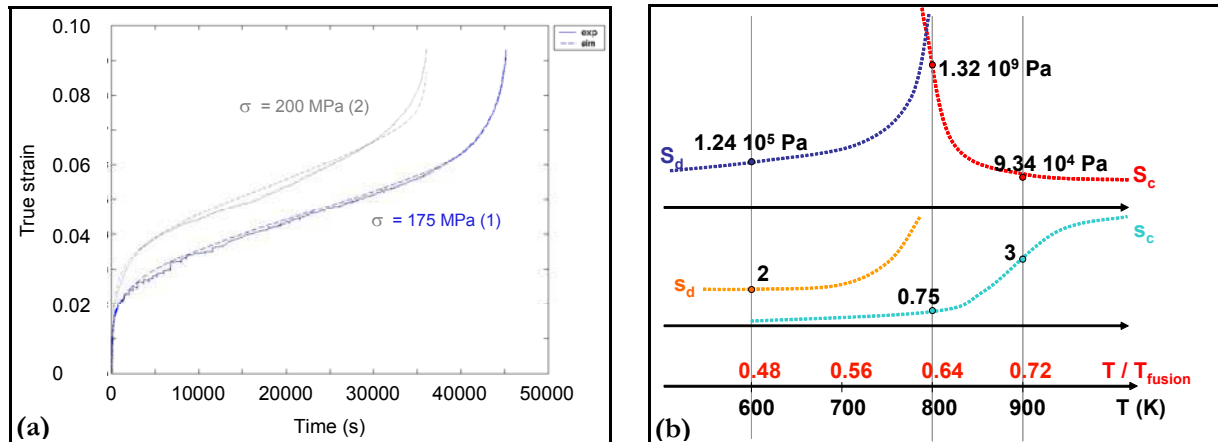 0.10
0.08
0.06
0.04
0.02
0
True strain
exp
sim
σ = 200 MPa (2)
σ = 175 MPa (1)
0 10000 20000 30000 40000 50000
Time (s)
(a)
1.32 10⁹ Pa
1.24 10⁵ Pa
S_d
9.34 10⁴ Pa
S_c
s_c
2
3
s_d
0.75
0.48 0.56 0.64 0.72 T / T_fusion
600 700 800 900 T (K)
(b)